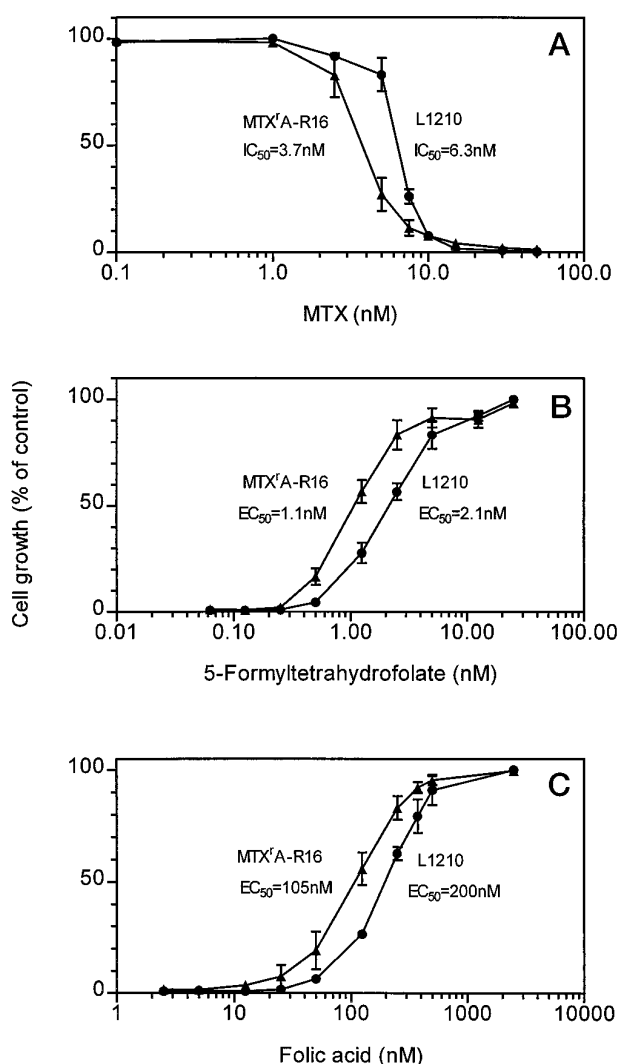 Cell growth (% of control)
A
100
50
0
MTXʳA-R16
IC₅₀=3.7nM
L1210
IC₅₀=6.3nM
0.1 1.0 10.0 100.0
MTX (nM)
B
100
50
0
MTXʳA-R16
EC₅₀=1.1nM
L1210
EC₅₀=2.1nM
0.01 0.10 1.00 10.00 100.00
5-Formyltetrahydrofolate (nM)
C
100
50
0
MTXʳA-R16
EC₅₀=105nM
L1210
EC₅₀=200nM
1 10 100 1000 10000
Folic acid (nM)